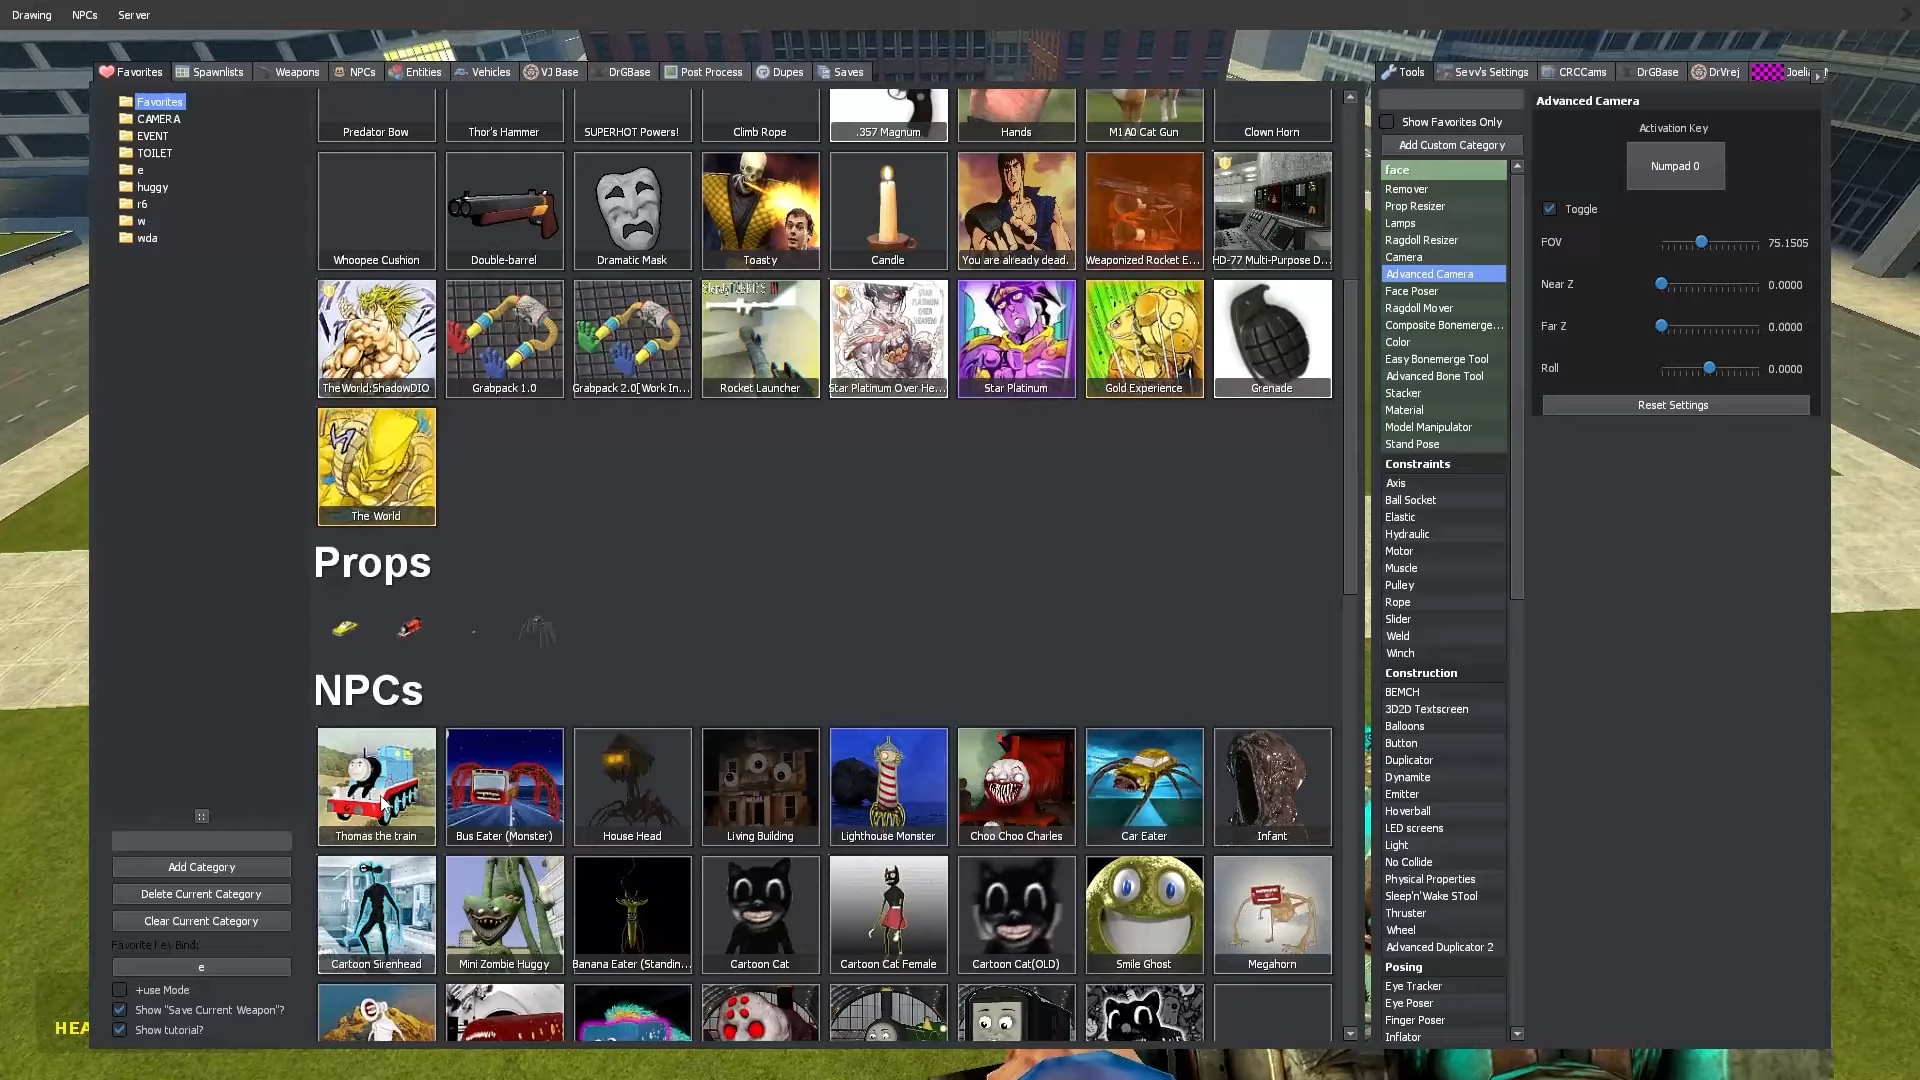 Drawing NPCs Server
Favorites Spawnlists Weapons NPCs Entities Vehicles VJ Base DrGBase Post Process Dupes Saves
Tools Sevv's Settings CRCCams DrGBase DrVrej
Favorites
CAMERA
EVENT
TOILET
e
huggy
r6
w
wda
Add Category
Delete Current Category
Clear Current Category
Favorite Key Bind:
e
+use Mode
Show "Save Current Weapon"?
Show tutorial?
HEA
Predator Bow Thor's Hammer SUPERHOT Powers! Climb Rope .357 Magnum Hands M1A0 Cat Gun Clown Horn
Whoopee Cushion Double-barrel Dramatic Mask Toasty Candle You are already dead. Weaponized Rocket E... HD-77 Multi-Purpose D...
STAR PLATINUM OVER HEAVEN!
TheWorld;ShadowDIO Grabpack 1.0 Grabpack 2.0[Work In... Rocket Launcher Star Platinum Over He... Star Platinum Gold Experience Grenade
The World
Props
NPCs
Thomas the train Bus Eater (Monster) House Head Living Building Lighthouse Monster Choo Choo Charles Car Eater Infant
Cartoon Sirenhead Mini Zombie Huggy Banana Eater (Standin... Cartoon Cat Cartoon Cat Female Cartoon Cat(OLD) Smile Ghost Megahorn
Show Favorites Only
Add Custom Category
face
Remover
Prop Resizer
Lamps
Ragdoll Resizer
Camera
Advanced Camera
Face Poser
Ragdoll Mover
Composite Bonemerge...
Color
Easy Bonemerge Tool
Advanced Bone Tool
Stacker
Material
Model Manipulator
Stand Pose
Constraints
Axis
Ball Socket
Elastic
Hydraulic
Motor
Muscle
Pulley
Rope
Slider
Weld
Winch
Construction
BEMCH
3D2D Textscreen
Balloons
Button
Duplicator
Dynamite
Emitter
Hoverball
LED screens
Light
No Collide
Physical Properties
Sleep'n'Wake STool
Thruster
Wheel
Advanced Duplicator 2
Posing
Eye Tracker
Eye Poser
Finger Poser
Inflator
Advanced Camera
Activation Key
Numpad 0
Toggle
FOV 75.1505
Near Z 0.0000
Far Z 0.0000
Roll 0.0000
Reset Settings